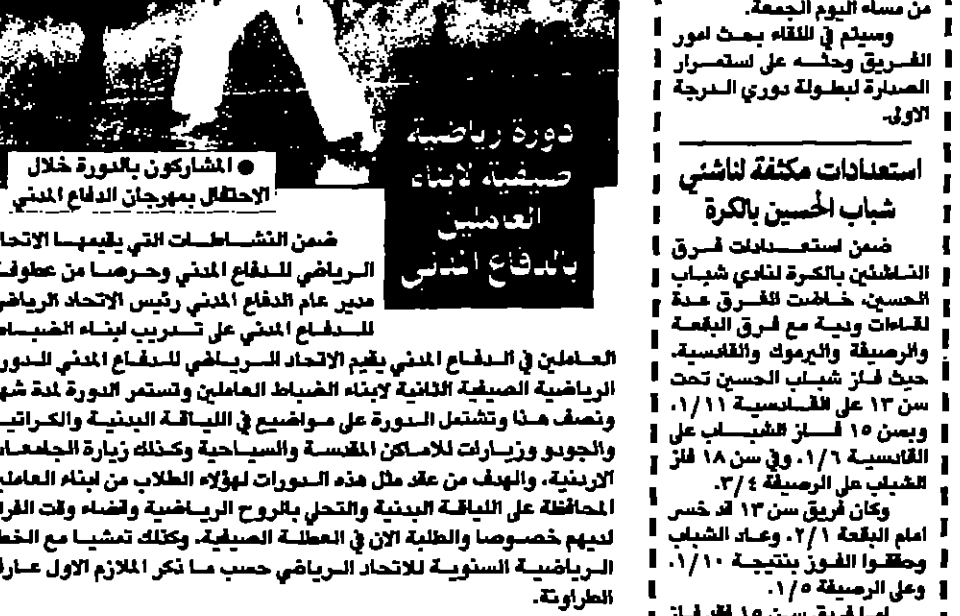 من مساء اليوم الجمعة.
وسيتم في اللقاء بحث امور
الفريق وحثه على استمرار
الصدارة لبطولة دوري الدرجة
الاولى.
استعدادات مكثفة لناشئي
شباب الحسين بالكرة
ضمن استعدادات فرق
الناشئين بالكرة لنادي شباب
الحسين، خاضت الفرق عدة
لقاءات ودية مع فرق البقعة
والرصيفة واليرموك والقادسية.
حيث فاز شباب الحسين تحت
سن ١٣ على القادسية ١/١١.
وبسن ١٥ فاز الشباب على
القادسية ١/٦. وفي سن ١٨ فاز
الشباب على الرصيفة ٣/٤.
وكان فريق سن ١٣ قد خسر
امام البقعة ٢/١. وعاد الشباب
وحققوا الفوز بنتيجة ١/١٠.
وعلى الرصيفة ١/٥.
اما فريق سن ١٥ فقد فاز
دورة رياضية
صيفية لابناء
العاملين
بالدفاع المدني
● المشاركون بالدورة خلال
الاحتفال بمهرجان الدفاع المدني
ضمن النشاطات التي يقيمها الاتحاد
الرياضي للدفاع المدني وحرصا من عطوفة
مدير عام الدفاع المدني رئيس الاتحاد الرياضي
للدفاع المدني على تدريب ابناء الضباط
العاملين في الدفاع المدني يقيم الاتحاد الرياضي للدفاع المدني الدورة
الرياضية الصيفية الثانية لابناء الضباط العاملين وتستمر الدورة لمدة شهر
ونصف هذا وتشتمل الدورة على مواضيع في اللياقة البدنية والكراتيه
والجودو وزيارات للاماكن المقدسة والسياحية وكذلك زيارة الجامعات
الاردنية، والهدف من عقد مثل هذه الدورات لهؤلاء الطلاب من ابناء العاملين
المحافظة على اللياقة البدنية والتحلي بالروح الرياضية وقضاء وقت الفراغ
لديهم خصوصا والطلبة الان في العطلة الصيفية. وكذلك تمشيا مع الخطة
الرياضية السنوية للاتحاد الرياضي حسب ما ذكر الملازم الاول عارف
الطراونة.